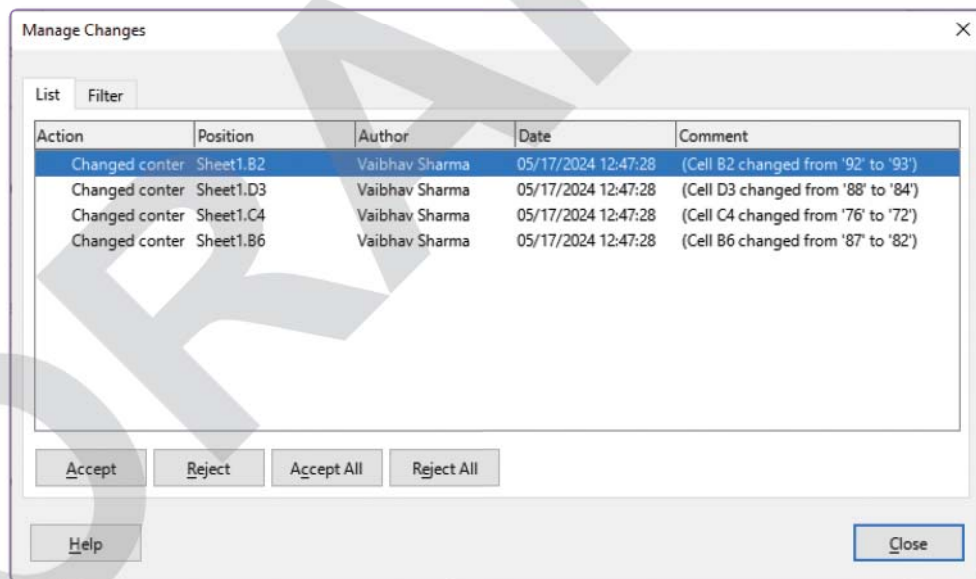 Manage Changes
List Filter
Action Position Author Date Comment
Changed conter Sheet1.B2 Vaibhav Sharma 05/17/2024 12:47:28 (Cell B2 changed from '92' to '93')
Changed conter Sheet1.D3 Vaibhav Sharma 05/17/2024 12:47:28 (Cell D3 changed from '88' to '84')
Changed conter Sheet1.C4 Vaibhav Sharma 05/17/2024 12:47:28 (Cell C4 changed from '76' to '72')
Changed conter Sheet1.B6 Vaibhav Sharma 05/17/2024 12:47:28 (Cell B6 changed from '87' to '82')
Accept Reject Accept All Reject All
Help Close